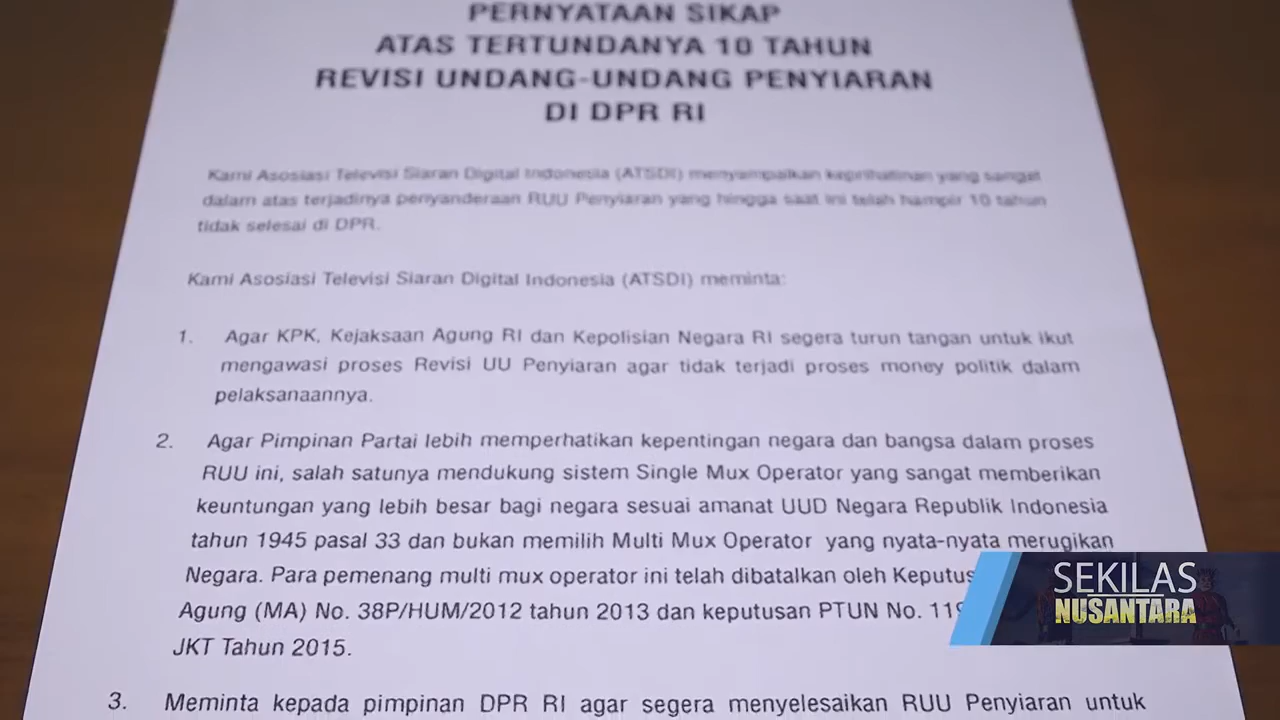 PERNYATAAN SIKAP
ATAS TERTUNDANYA 10 TAHUN
REVISI UNDANG-UNDANG PENYIARAN
DI DPR RI
Kami Asosiasi Televisi Siaran Digital Indonesia (ATSDI) menyampaikan keprihatinan yang sangat
dalam atas terjadinya penyanderaan RUU Penyiaran yang hingga saat ini telah hampir 10 tahun
tidak selesai di DPR.
Kami Asosiasi Televisi Siaran Digital Indonesia (ATSDI) meminta:
1. Agar KPK, Kejaksaan Agung RI dan Kepolisian Negara RI segera turun tangan untuk ikut
mengawasi proses Revisi UU Penyiaran agar tidak terjadi proses money politik dalam
pelaksanaannya.
2. Agar Pimpinan Partai lebih memperhatikan kepentingan negara dan bangsa dalam proses
RUU ini, salah satunya mendukung sistem Single Mux Operator yang sangat memberikan
keuntungan yang lebih besar bagi negara sesuai amanat UUD Negara Republik Indonesia
tahun 1945 pasal 33 dan bukan memilih Multi Mux Operator yang nyata-nyata merugikan
Negara. Para pemenang multi mux operator ini telah dibatalkan oleh
Agung (MA) No. 38P/HUM/2012 tahun 2013 dan keputusan PTUN No.
JKT Tahun 2015.
3. Meminta kepada pimpinan DPR RI agar segera menyelesaikan RUU Penyiaran untuk
SEKILAS
NUSANTARA